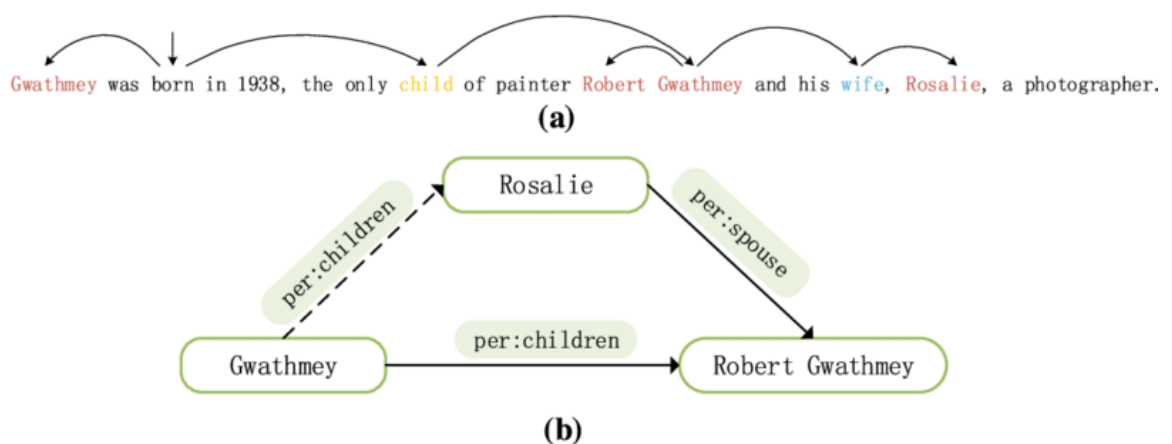 Gwathmey was born in 1938, the only child of painter Robert Gwathmey and his wife, Rosalie, a photographer.
(a)
Rosalie
per:children
per:spouse
per:children
Gwathmey
Robert Gwathmey
(b)